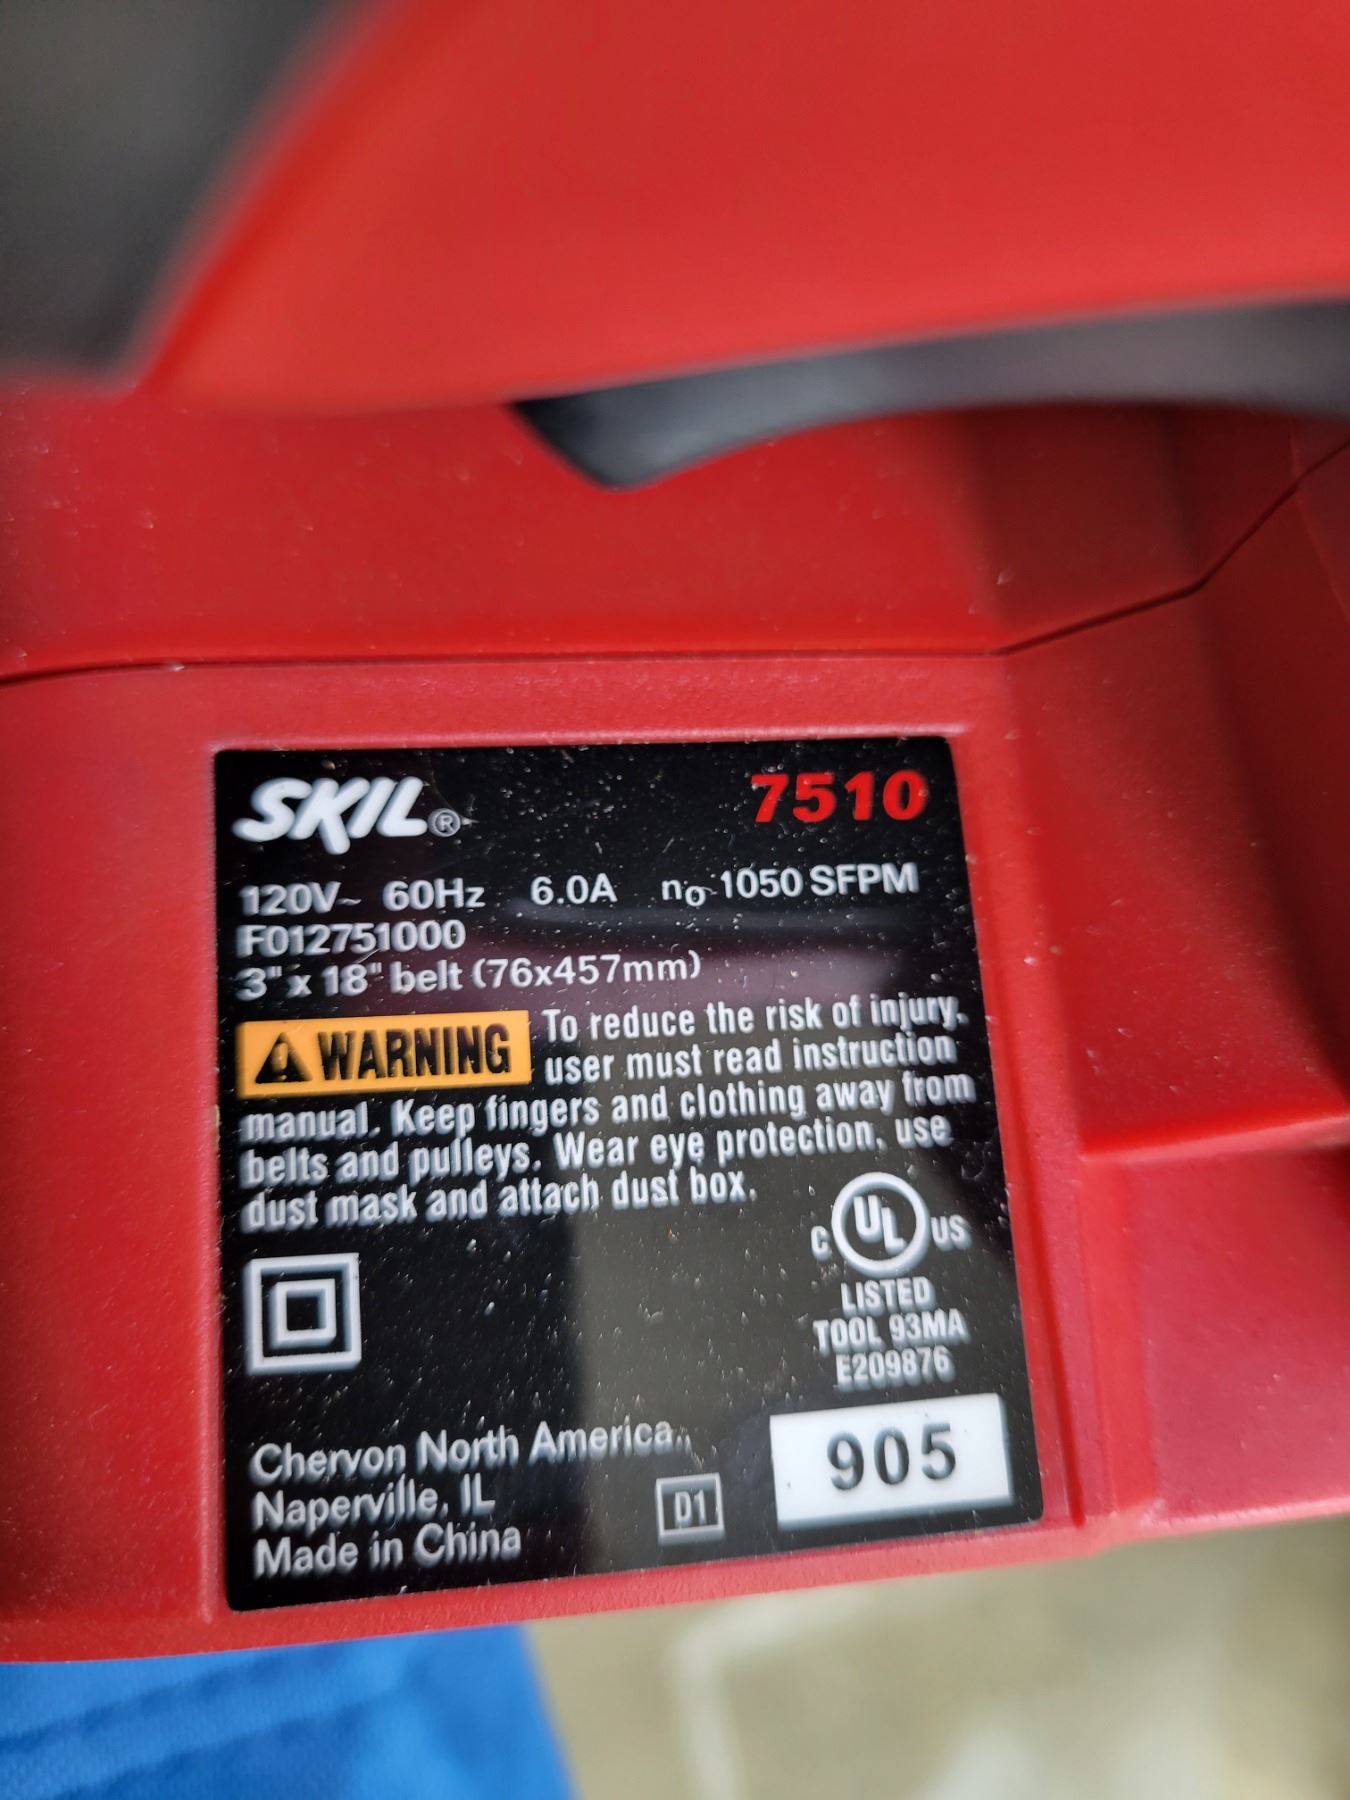 SKIL® 7510
120V~ 60Hz 6.0A no 1050 SFPM
F012751000
3" x 18" belt (76x457mm)
WARNING To reduce the risk of injury,
user must read instruction
manual. Keep fingers and clothing away from
belts and pulleys. Wear eye protection, use
dust mask and attach dust box.
C UL US
LISTED
TOOL 93MA
E209876
Chervon North America.,
Naperville, IL
Made in China
D1
905